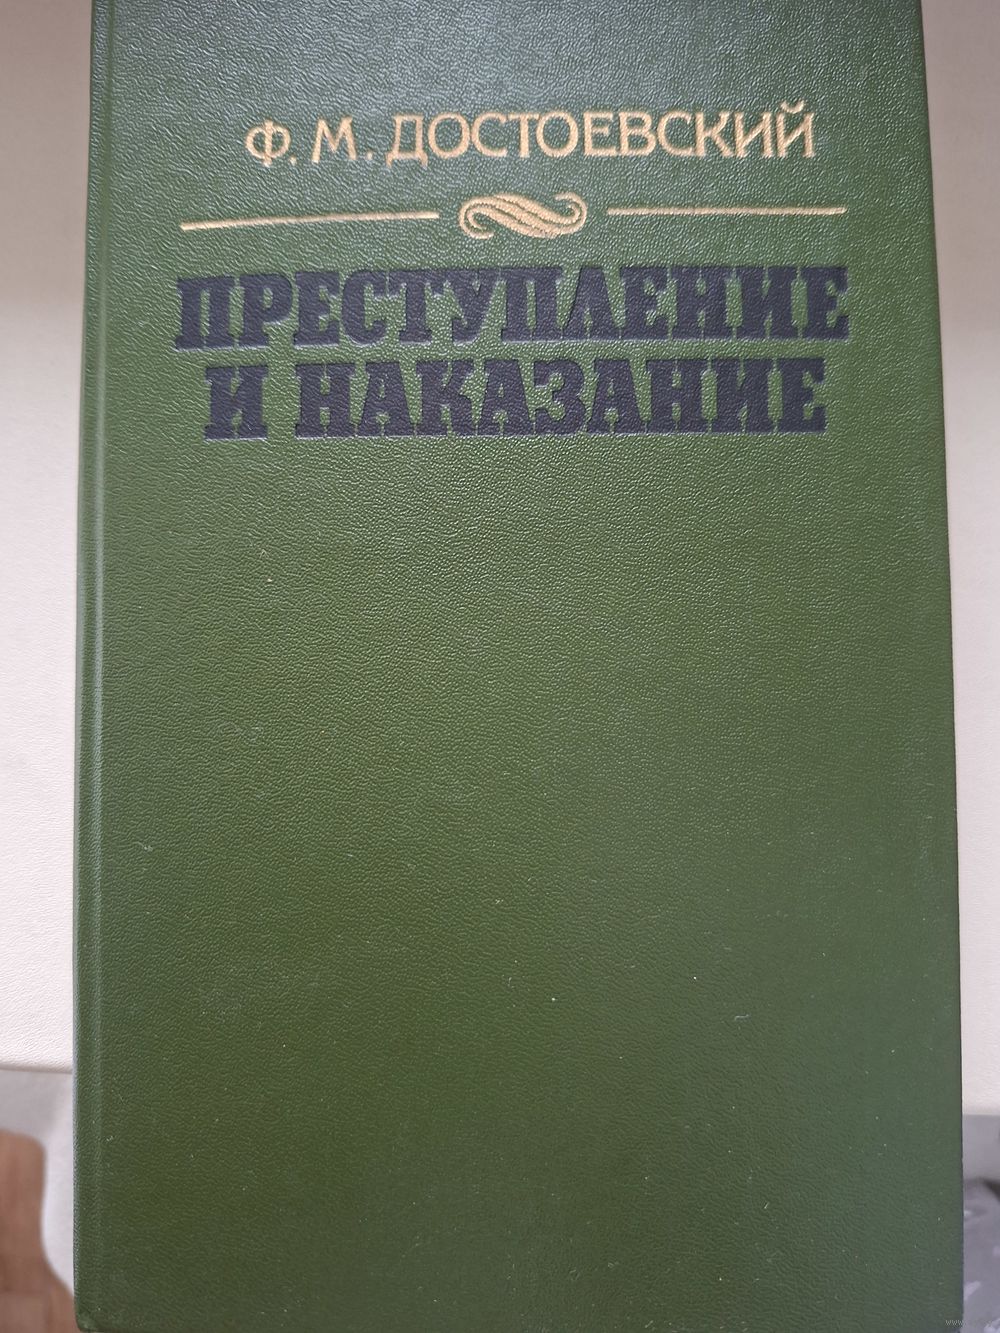 Ф. М. ДОСТОЕВСКИЙ
ПРЕСТУПЛЕНИЕ
И НАКАЗАНИЕ